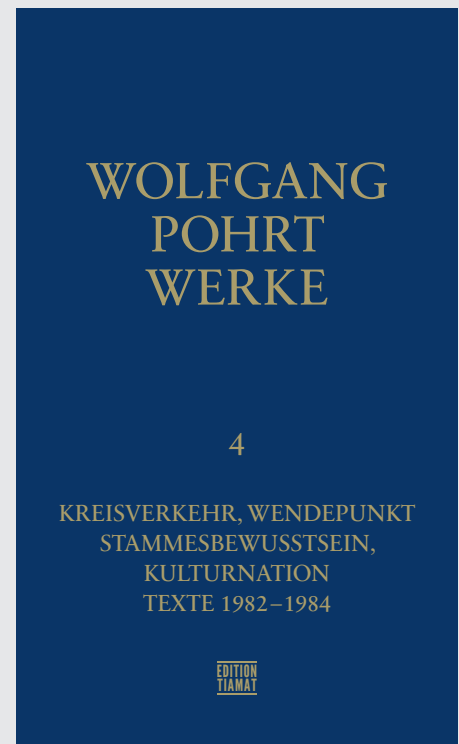 WOLFGANG
POHRT
WERKE
4
KREISVERKEHR, WENDEPUNKT
STAMMESBEWUSSTSEIN,
KULTURNATION
TEXTE 1982–1984
EDITION
TIAMAT